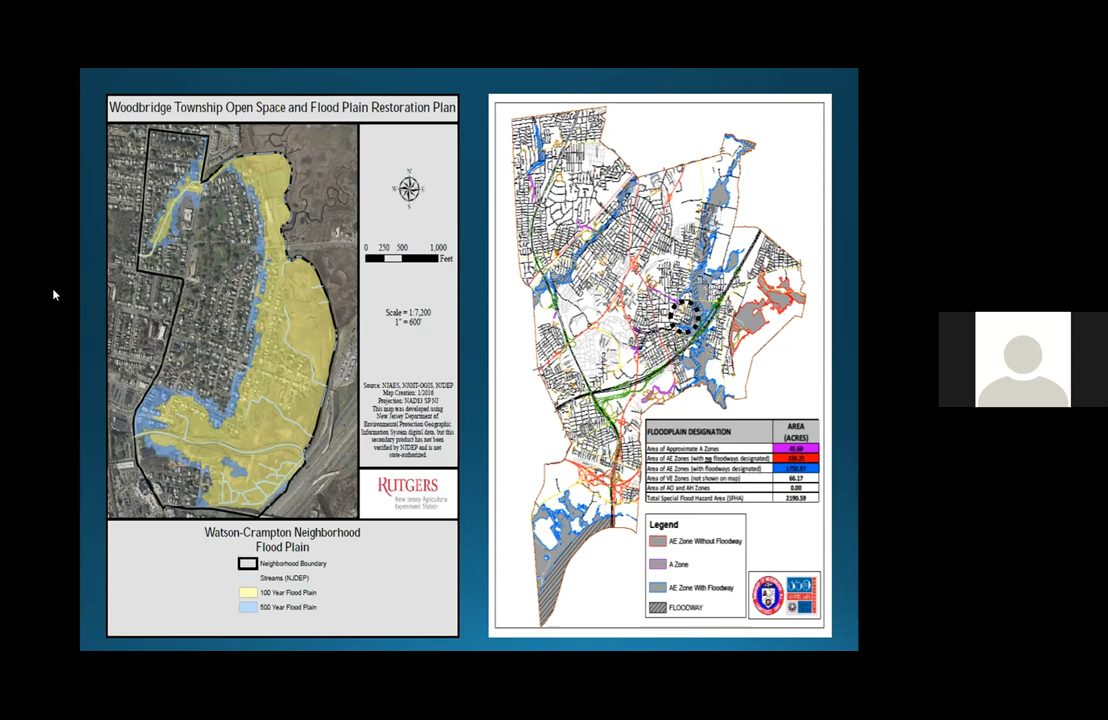 Woodbridge Township Open Space and Flood Plain Restoration Plan
N
W E
S
0 250 500 1,000
Feet
Scale = 1:7,200
1" = 600'
Source: NJAES, NJOIT-OGIS, NJDEP
Map Creation: 1/2016
Projection: NAD83 SPNJ
This map was developed using
New Jersey Department of
Environmental Protection Geographic
Information System digital data, but this
secondary product has not been
verified by NJDEP and is not
state-authorized.
RUTGERS
New Jersey Agricultural
Experiment Station
Watson-Crampton Neighborhood
Flood Plain
Neighborhood Boundary
Streams (NJDEP)
100 Year Flood Plain
500 Year Flood Plain
FLOODPLAIN DESIGNATION AREA (ACRES)
Area of Approximate A Zones
Area of AE Zones (with no floodways designated)
Area of AE Zones (with floodways designated)
Area of VE Zones (not shown on map) 66.17
Area of AO and AH Zones 0.00
Total Special Flood Hazard Area (SFHA) 2190.59
Legend
AE Zone Without Floodway
A Zone
AE Zone With Floodway
FLOODWAY